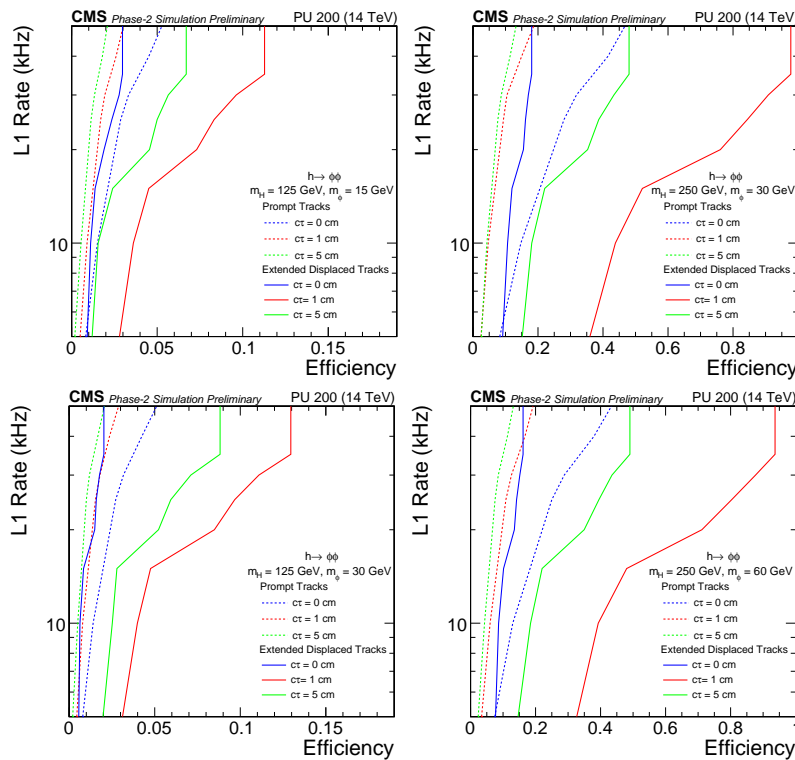 CMS Phase-2 Simulation Preliminary PU 200 (14 TeV)
L1 Rate (kHz)
10
h→ ϕϕ
m_H = 125 GeV, m_ϕ = 15 GeV
Prompt Tracks
cτ = 0 cm
cτ = 1 cm
cτ = 5 cm
Extended Displaced Tracks
cτ = 0 cm
cτ= 1 cm
cτ = 5 cm
0 0.05 0.1 0.15
Efficiency
CMS Phase-2 Simulation Preliminary PU 200 (14 TeV)
L1 Rate (kHz)
10
h→ ϕϕ
m_H = 250 GeV, m_ϕ = 30 GeV
Prompt Tracks
cτ = 0 cm
cτ = 1 cm
cτ = 5 cm
Extended Displaced Tracks
cτ = 0 cm
cτ= 1 cm
cτ = 5 cm
0 0.2 0.4 0.6 0.8 1
Efficiency
CMS Phase-2 Simulation Preliminary PU 200 (14 TeV)
L1 Rate (kHz)
10
h→ ϕϕ
m_H = 125 GeV, m_ϕ = 30 GeV
Prompt Tracks
cτ = 0 cm
cτ = 1 cm
cτ = 5 cm
Extended Displaced Tracks
cτ = 0 cm
cτ= 1 cm
cτ = 5 cm
0 0.05 0.1 0.15
Efficiency
CMS Phase-2 Simulation Preliminary PU 200 (14 TeV)
L1 Rate (kHz)
10
h→ ϕϕ
m_H = 250 GeV, m_ϕ = 60 GeV
Prompt Tracks
cτ = 0 cm
cτ = 1 cm
cτ = 5 cm
Extended Displaced Tracks
cτ = 0 cm
cτ= 1 cm
cτ = 5 cm
0 0.2 0.4 0.6 0.8 1
Efficiency